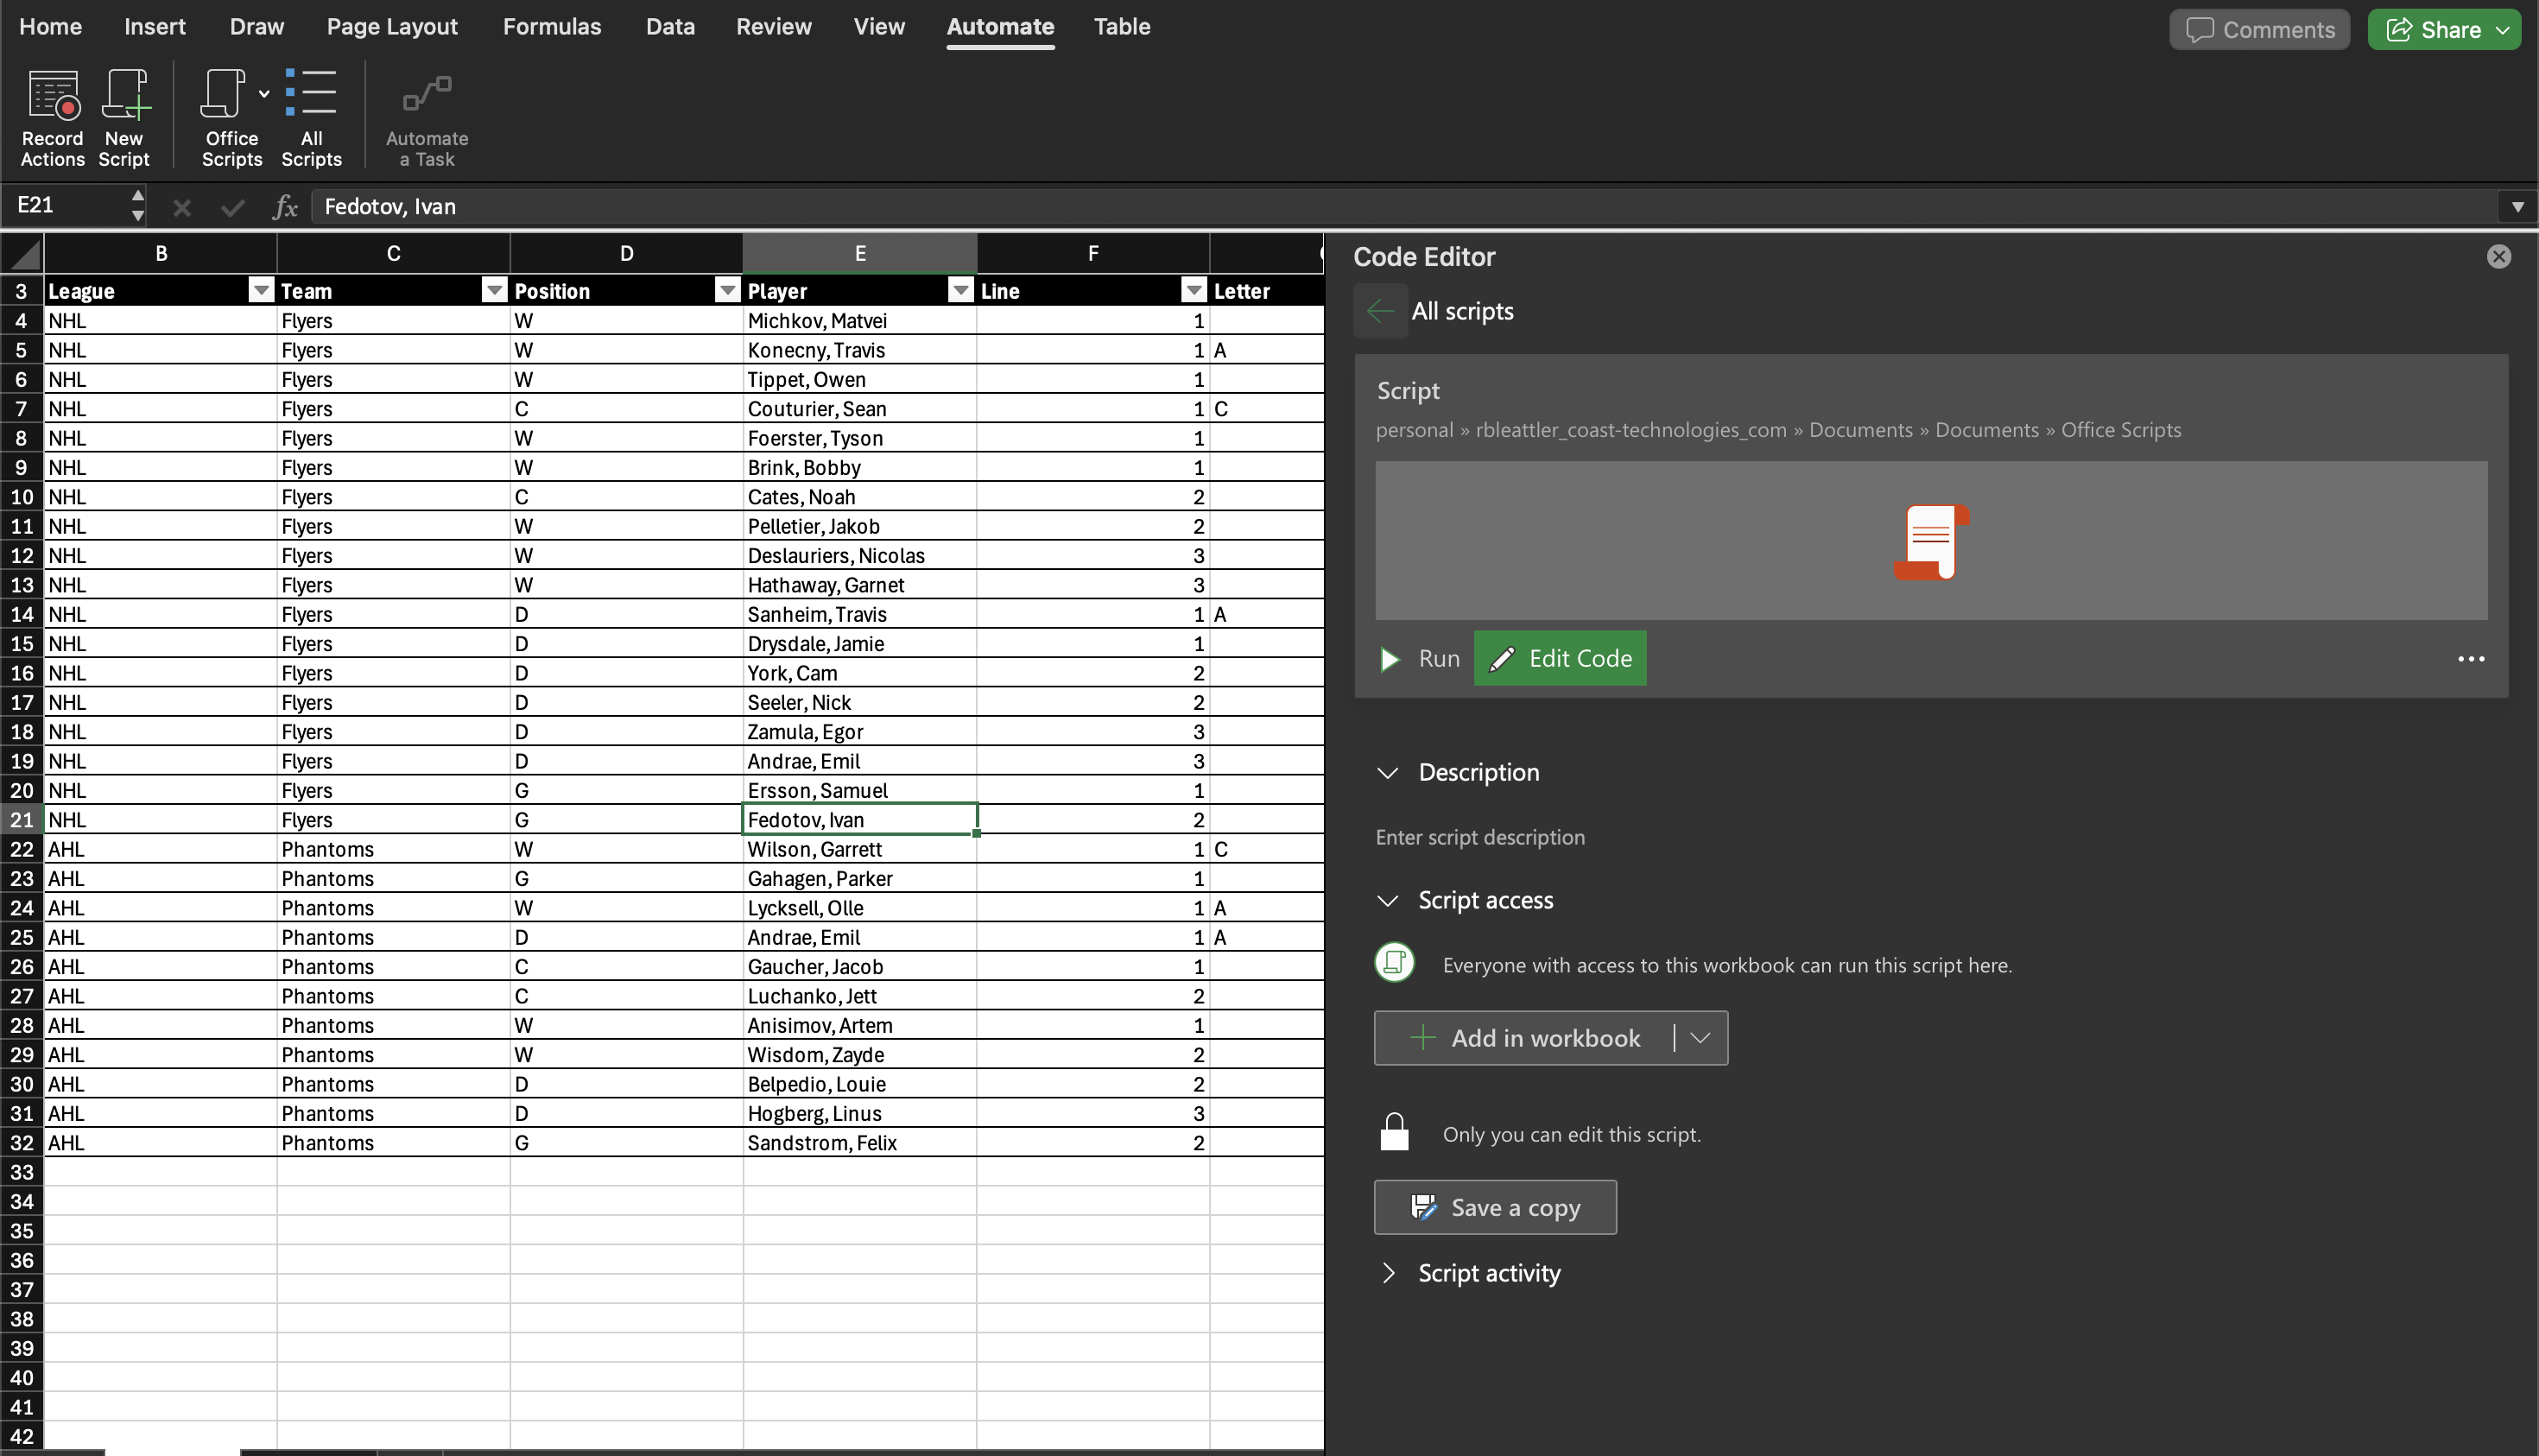 Home Insert Draw Page Layout Formulas Data Review View Automate Table Comments Share
Record Actions New Script Office Scripts All Scripts Automate a Task
E21 fx Fedotov, Ivan
B C D E F
3 League Team Position Player Line Letter
4 NHL Flyers W Michkov, Matvei 1
5 NHL Flyers W Konecny, Travis 1 A
6 NHL Flyers W Tippet, Owen 1
7 NHL Flyers C Couturier, Sean 1 C
8 NHL Flyers W Foerster, Tyson 1
9 NHL Flyers W Brink, Bobby 1
10 NHL Flyers C Cates, Noah 2
11 NHL Flyers W Pelletier, Jakob 2
12 NHL Flyers W Deslauriers, Nicolas 3
13 NHL Flyers W Hathaway, Garnet 3
14 NHL Flyers D Sanheim, Travis 1 A
15 NHL Flyers D Drysdale, Jamie 1
16 NHL Flyers D York, Cam 2
17 NHL Flyers D Seeler, Nick 2
18 NHL Flyers D Zamula, Egor 3
19 NHL Flyers D Andrae, Emil 3
20 NHL Flyers G Ersson, Samuel 1
21 NHL Flyers G Fedotov, Ivan 2
22 AHL Phantoms W Wilson, Garrett 1 C
23 AHL Phantoms G Gahagen, Parker 1
24 AHL Phantoms W Lycksell, Olle 1 A
25 AHL Phantoms D Andrae, Emil 1 A
26 AHL Phantoms C Gaucher, Jacob 1
27 AHL Phantoms C Luchanko, Jett 2
28 AHL Phantoms W Anisimov, Artem 1
29 AHL Phantoms W Wisdom, Zayde 2
30 AHL Phantoms D Belpedio, Louie 2
31 AHL Phantoms D Hogberg, Linus 3
32 AHL Phantoms G Sandstrom, Felix 2
33
34
35
36
37
38
39
40
41
42
Code Editor
All scripts
Script
personal » rbleattler_coast-technologies_com » Documents » Documents » Office Scripts
Run Edit Code
Description
Enter script description
Script access
Everyone with access to this workbook can run this script here.
Add in workbook
Only you can edit this script.
Save a copy
Script activity